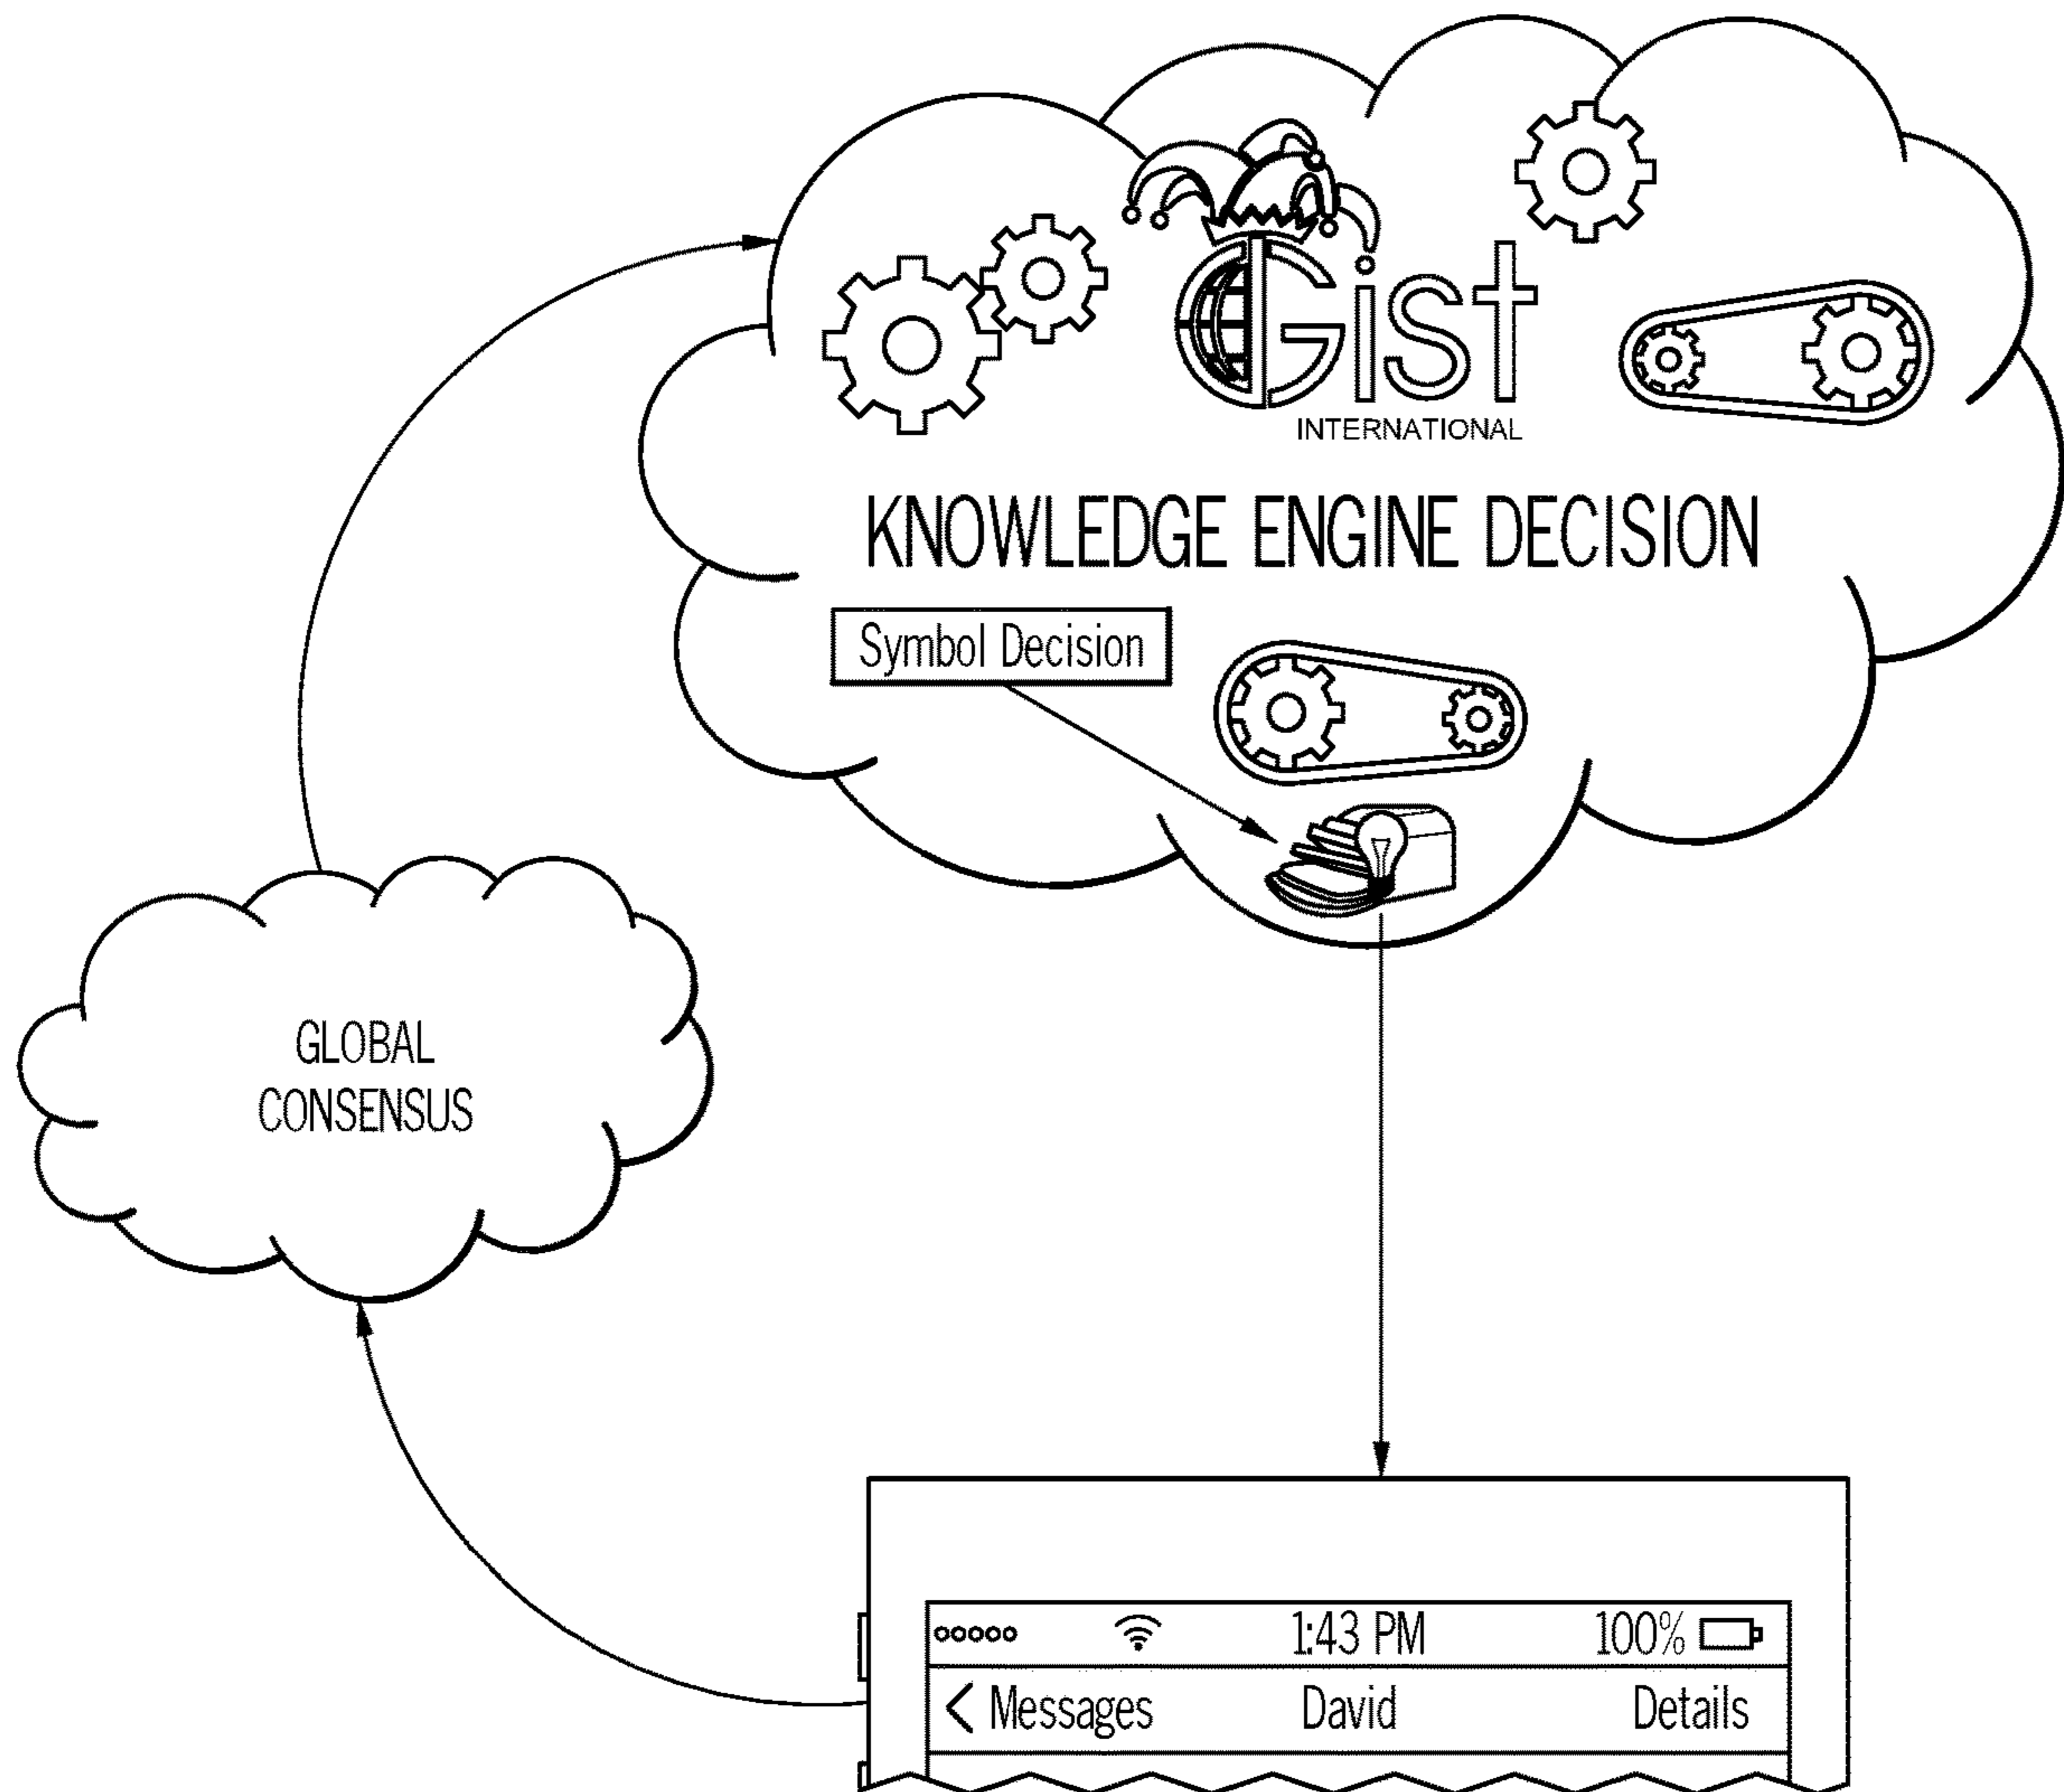 Gist
INTERNATIONAL
KNOWLEDGE ENGINE DECISION
Symbol Decision
GLOBAL
CONSENSUS
1:43 PM 100%
< Messages David Details